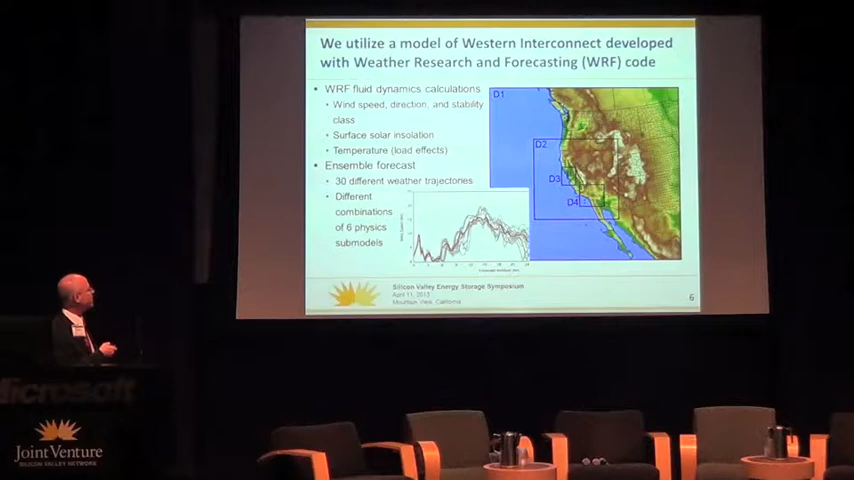 We utilize a model of Western Interconnect developed
with Weather Research and Forecasting (WRF) code
• WRF fluid dynamics calculations
• Wind speed, direction, and stability
class
• Surface solar insolation
• Temperature (load effects)
• Ensemble forecast
• 30 different weather trajectories
• Different
combinations
of 6 physics
submodels
D1
D2
D3
D4
Silicon Valley Energy Storage Symposium
April 11, 2013
Mountain View, California
6
Microsoft
Joint Venture
SILICON VALLEY NETWORK